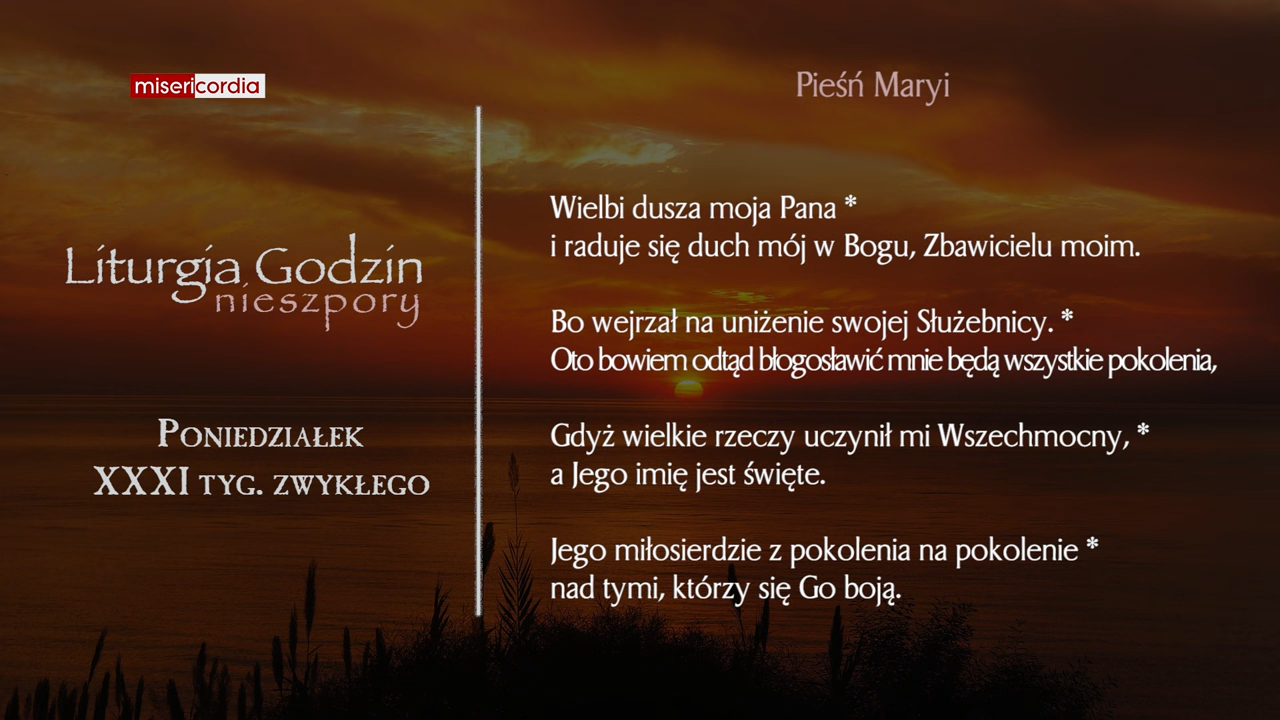 misericordia
Liturgia Godzin
nieszpory
Poniedziałek
XXXI tyg. zwykłego
Pieśń Maryi
Wielbi dusza moja Pana *
i raduje się duch mój w Bogu, Zbawicielu moim.
Bo wejrzał na uniżenie swojej Służebnicy. *
Oto bowiem odtąd błogosławić mnie będą wszystkie pokolenia,
Gdyż wielkie rzeczy uczynił mi Wszechmocny, *
a Jego imię jest święte.
Jego miłosierdzie z pokolenia na pokolenie *
nad tymi, którzy się Go boją.